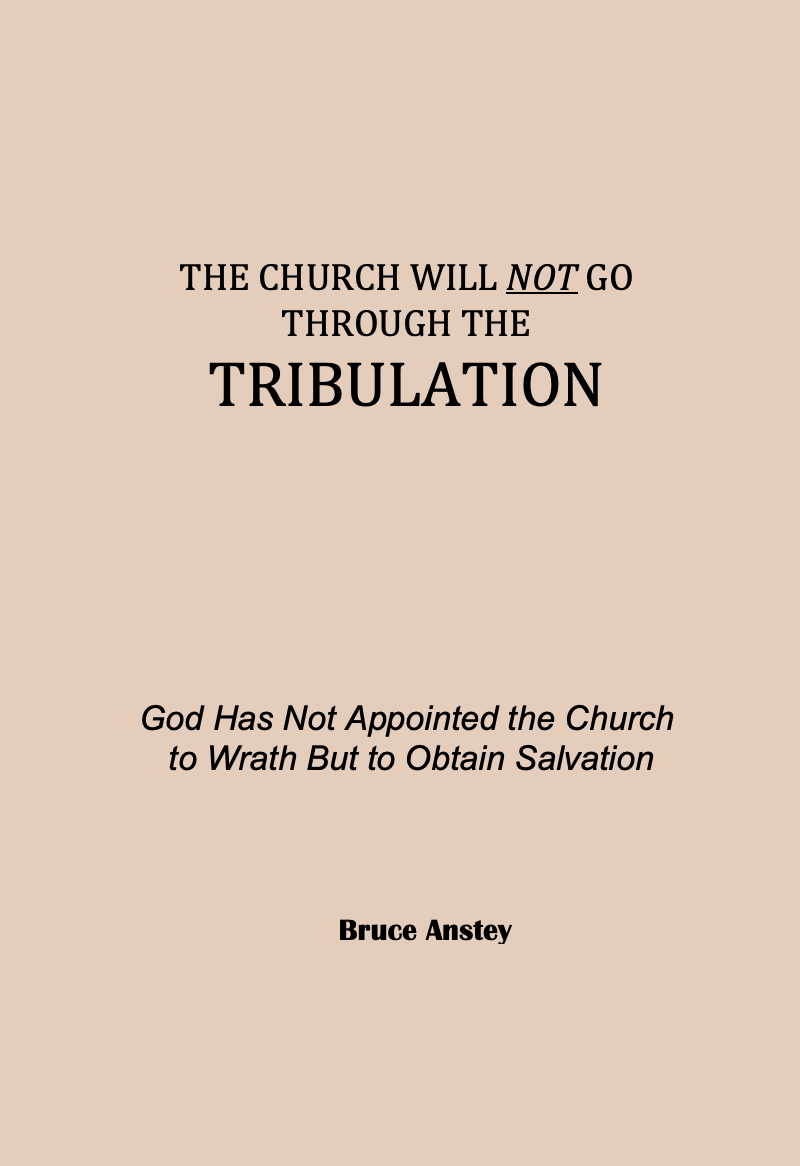 THE CHURCH WILL NOT GO
THROUGH THE
TRIBULATION
God Has Not Appointed the Church
to Wrath But to Obtain Salvation
Bruce Anstey